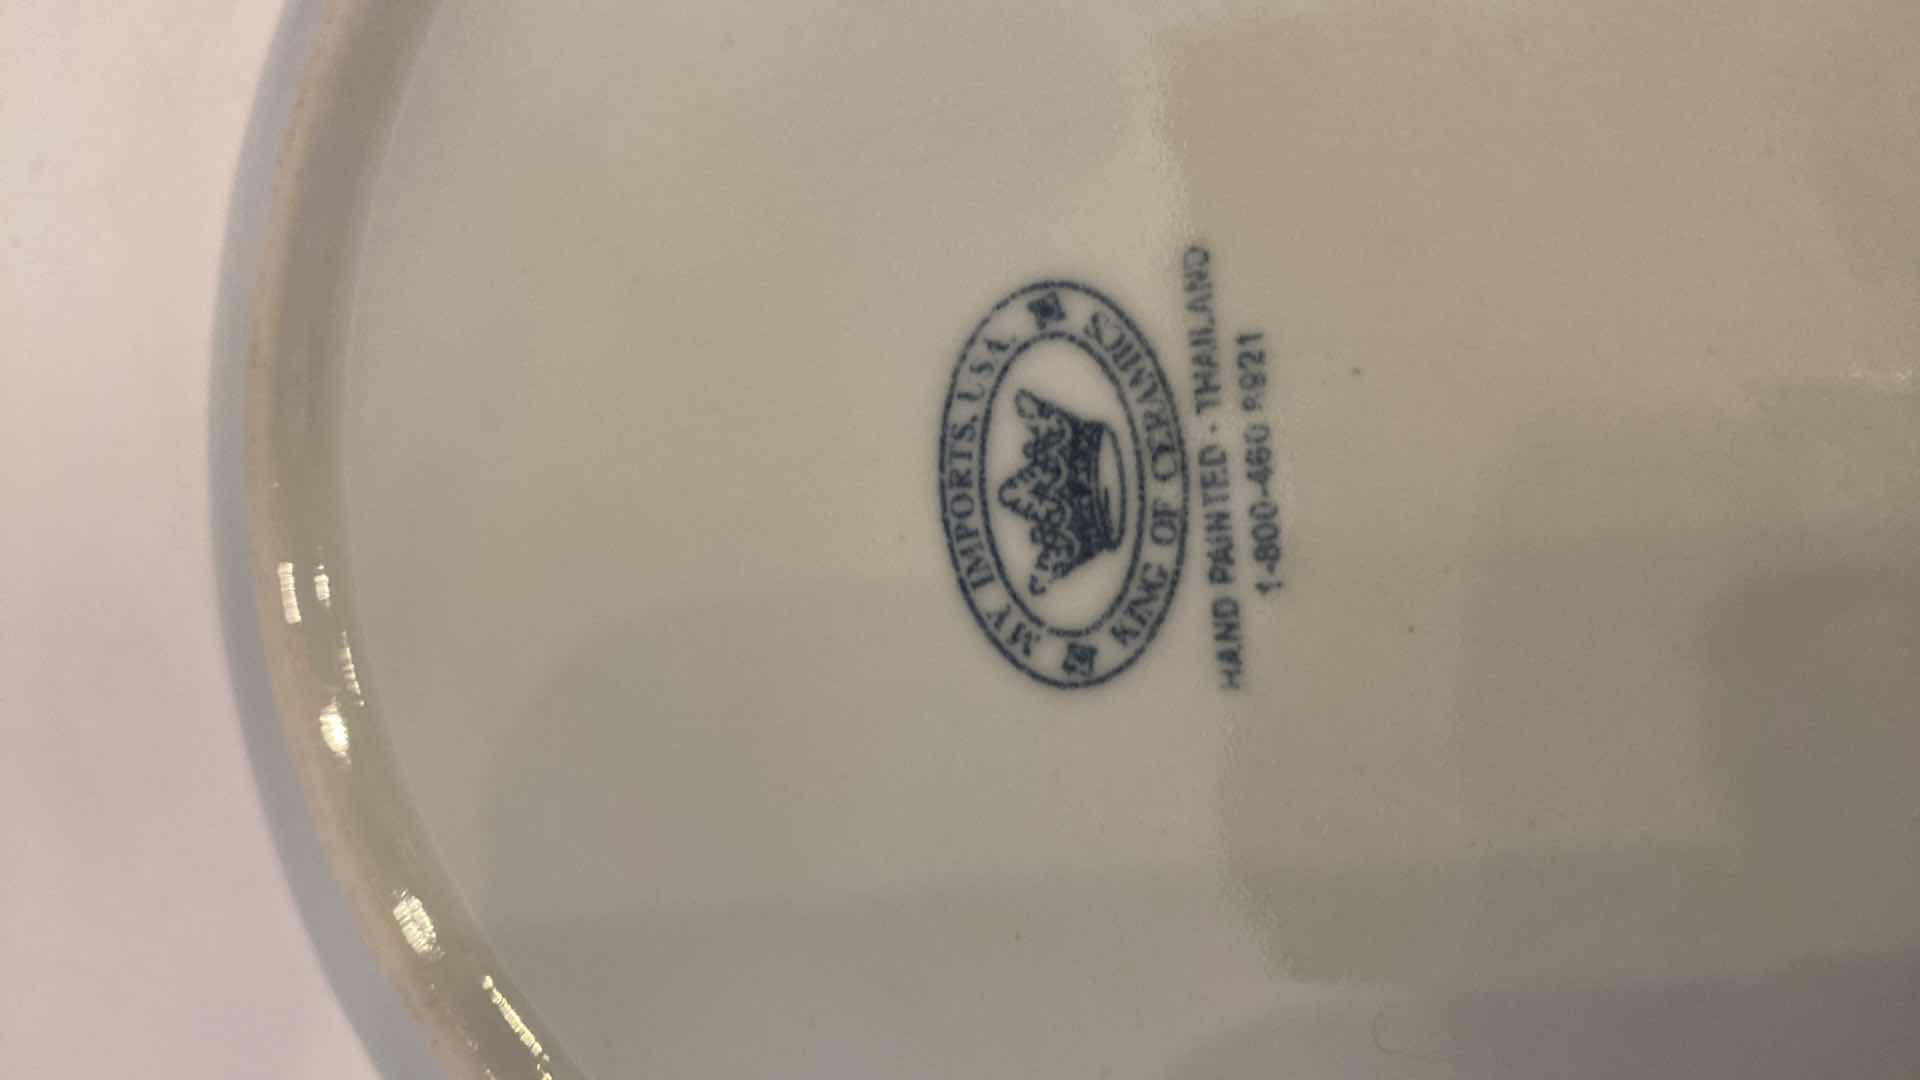 MY IMPORTS, USA
KING OF CERAMICS
HAND PAINTED - THAILAND
1-800-460